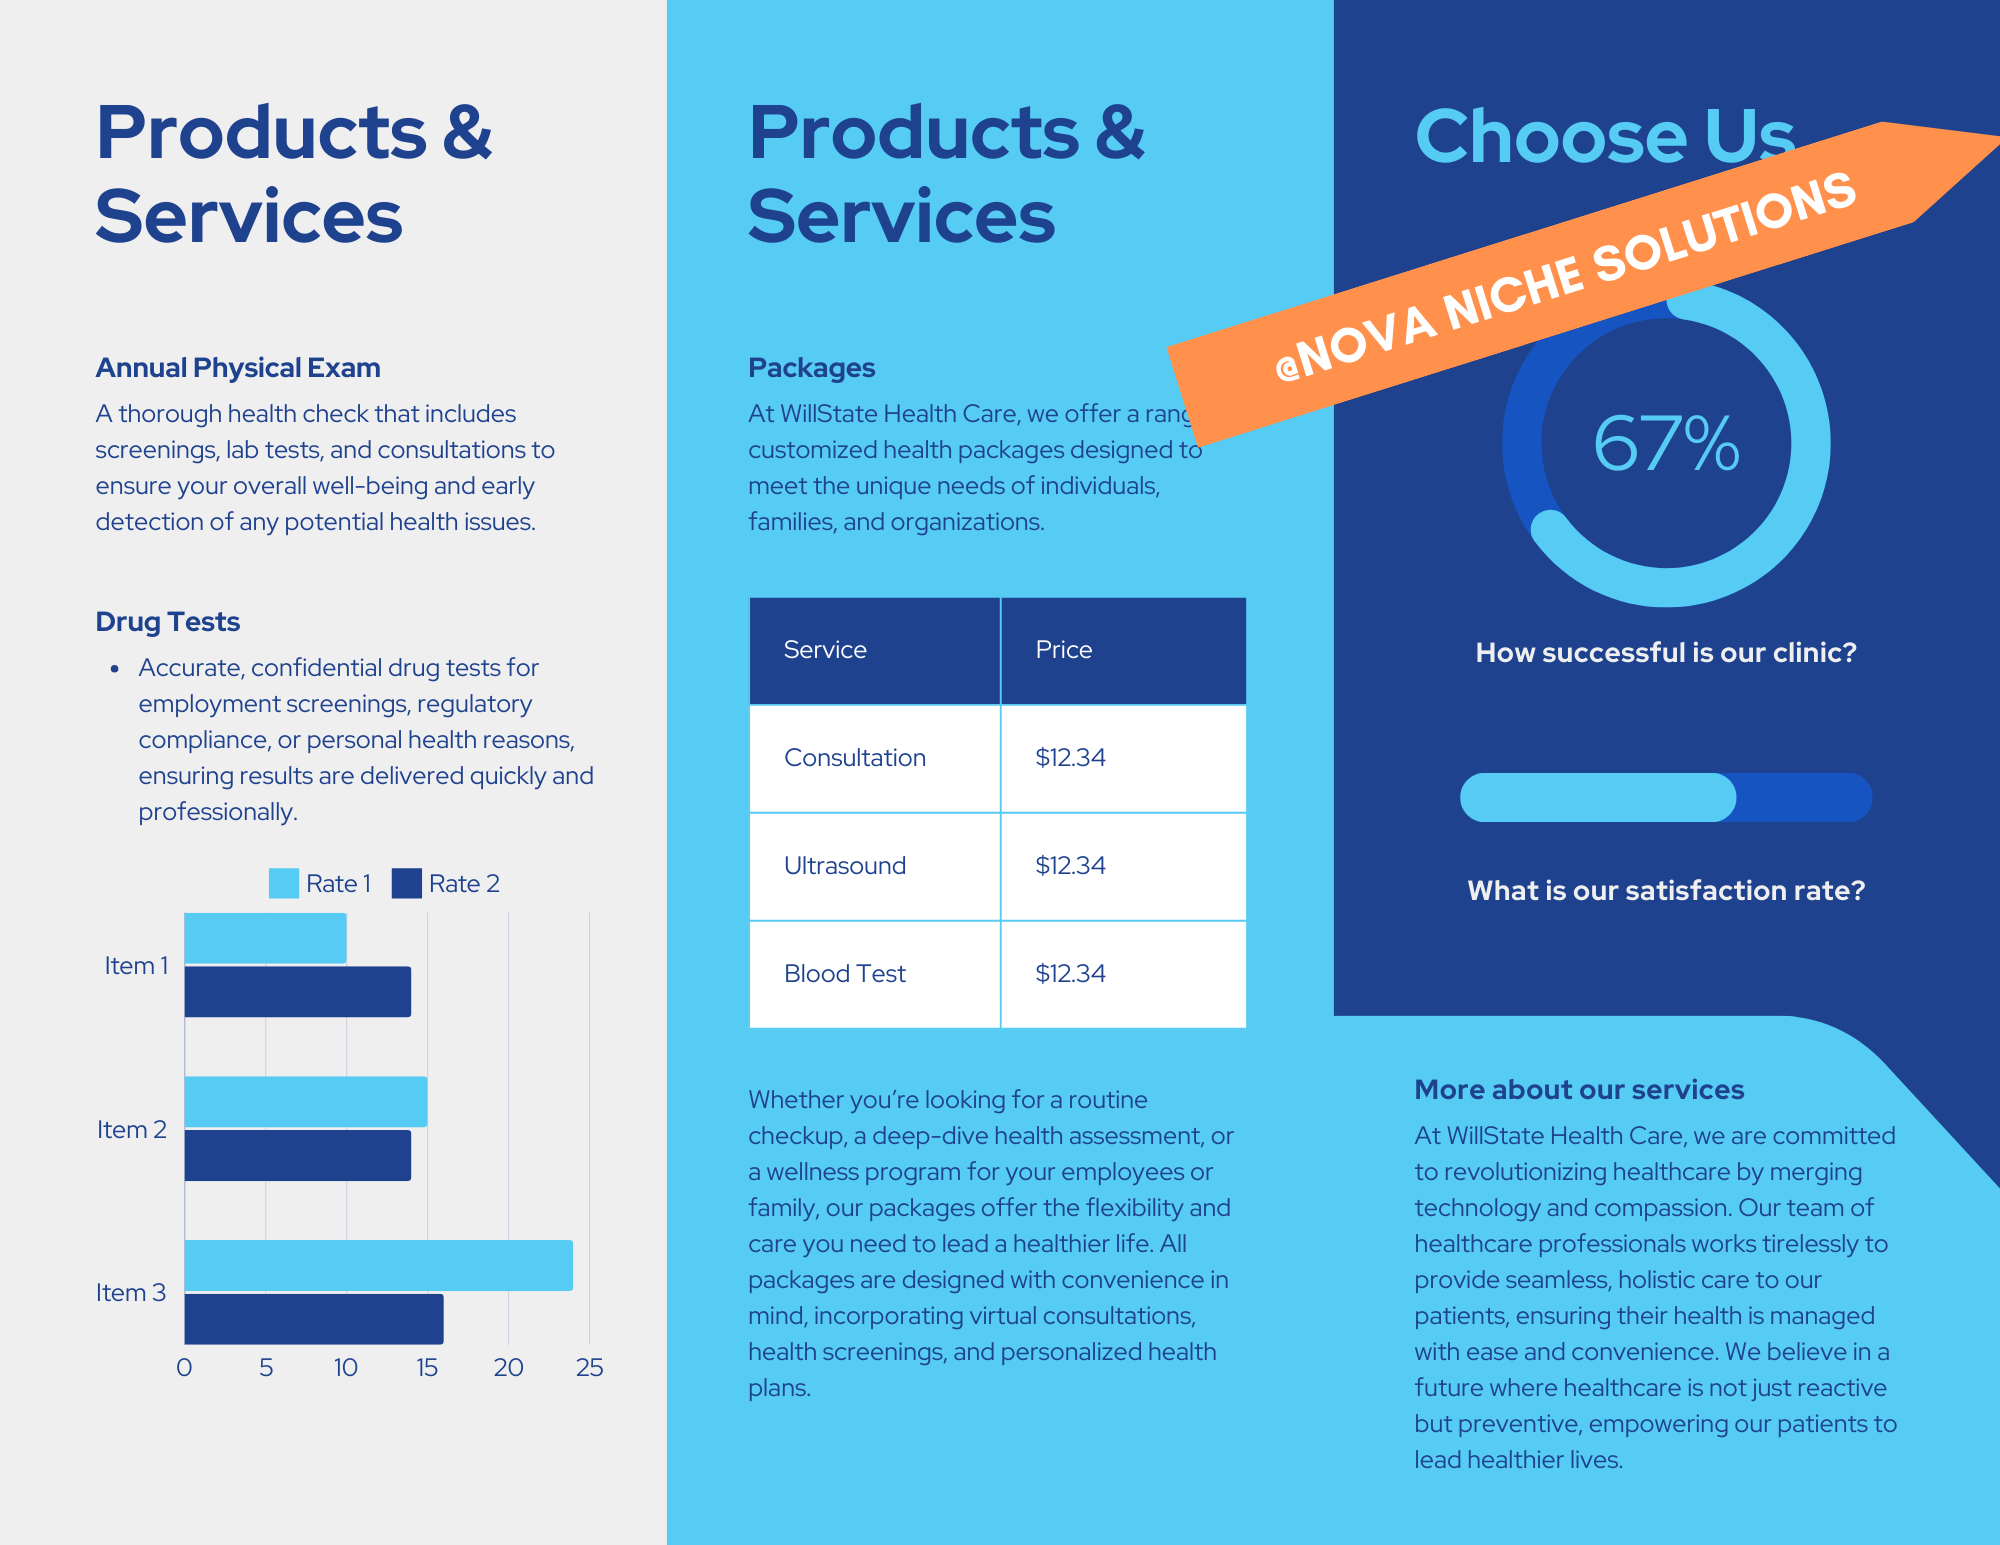 Products &
Services
Annual Physical Exam
A thorough health check that includes
screenings, lab tests, and consultations to
ensure your overall well-being and early
detection of any potential health issues.
Drug Tests
• Accurate, confidential drug tests for
employment screenings, regulatory
compliance, or personal health reasons,
ensuring results are delivered quickly and
professionally.
Rate 1 Rate 2
Item 1
Item 2
Item 3
0 5 10 15 20 25
Products &
Services
Packages
At WillState Health Care, we offer a
customized health packages designed to
meet the unique needs of individuals,
families, and organizations.
Service Price
Consultation $12.34
Ultrasound $12.34
Blood Test $12.34
Whether you’re looking for a routine
checkup, a deep-dive health assessment, or
a wellness program for your employees or
family, our packages offer the flexibility and
care you need to lead a healthier life. All
packages are designed with convenience in
mind, incorporating virtual consultations,
health screenings, and personalized health
plans.
Choose Us
@NOVA NICHE SOLUTIONS
67%
How successful is our clinic?
What is our satisfaction rate?
More about our services
At WillState Health Care, we are committed
to revolutionizing healthcare by merging
technology and compassion. Our team of
healthcare professionals works tirelessly to
provide seamless, holistic care to our
patients, ensuring their health is managed
with ease and convenience. We believe in a
future where healthcare is not just reactive
but preventive, empowering our patients to
lead healthier lives.